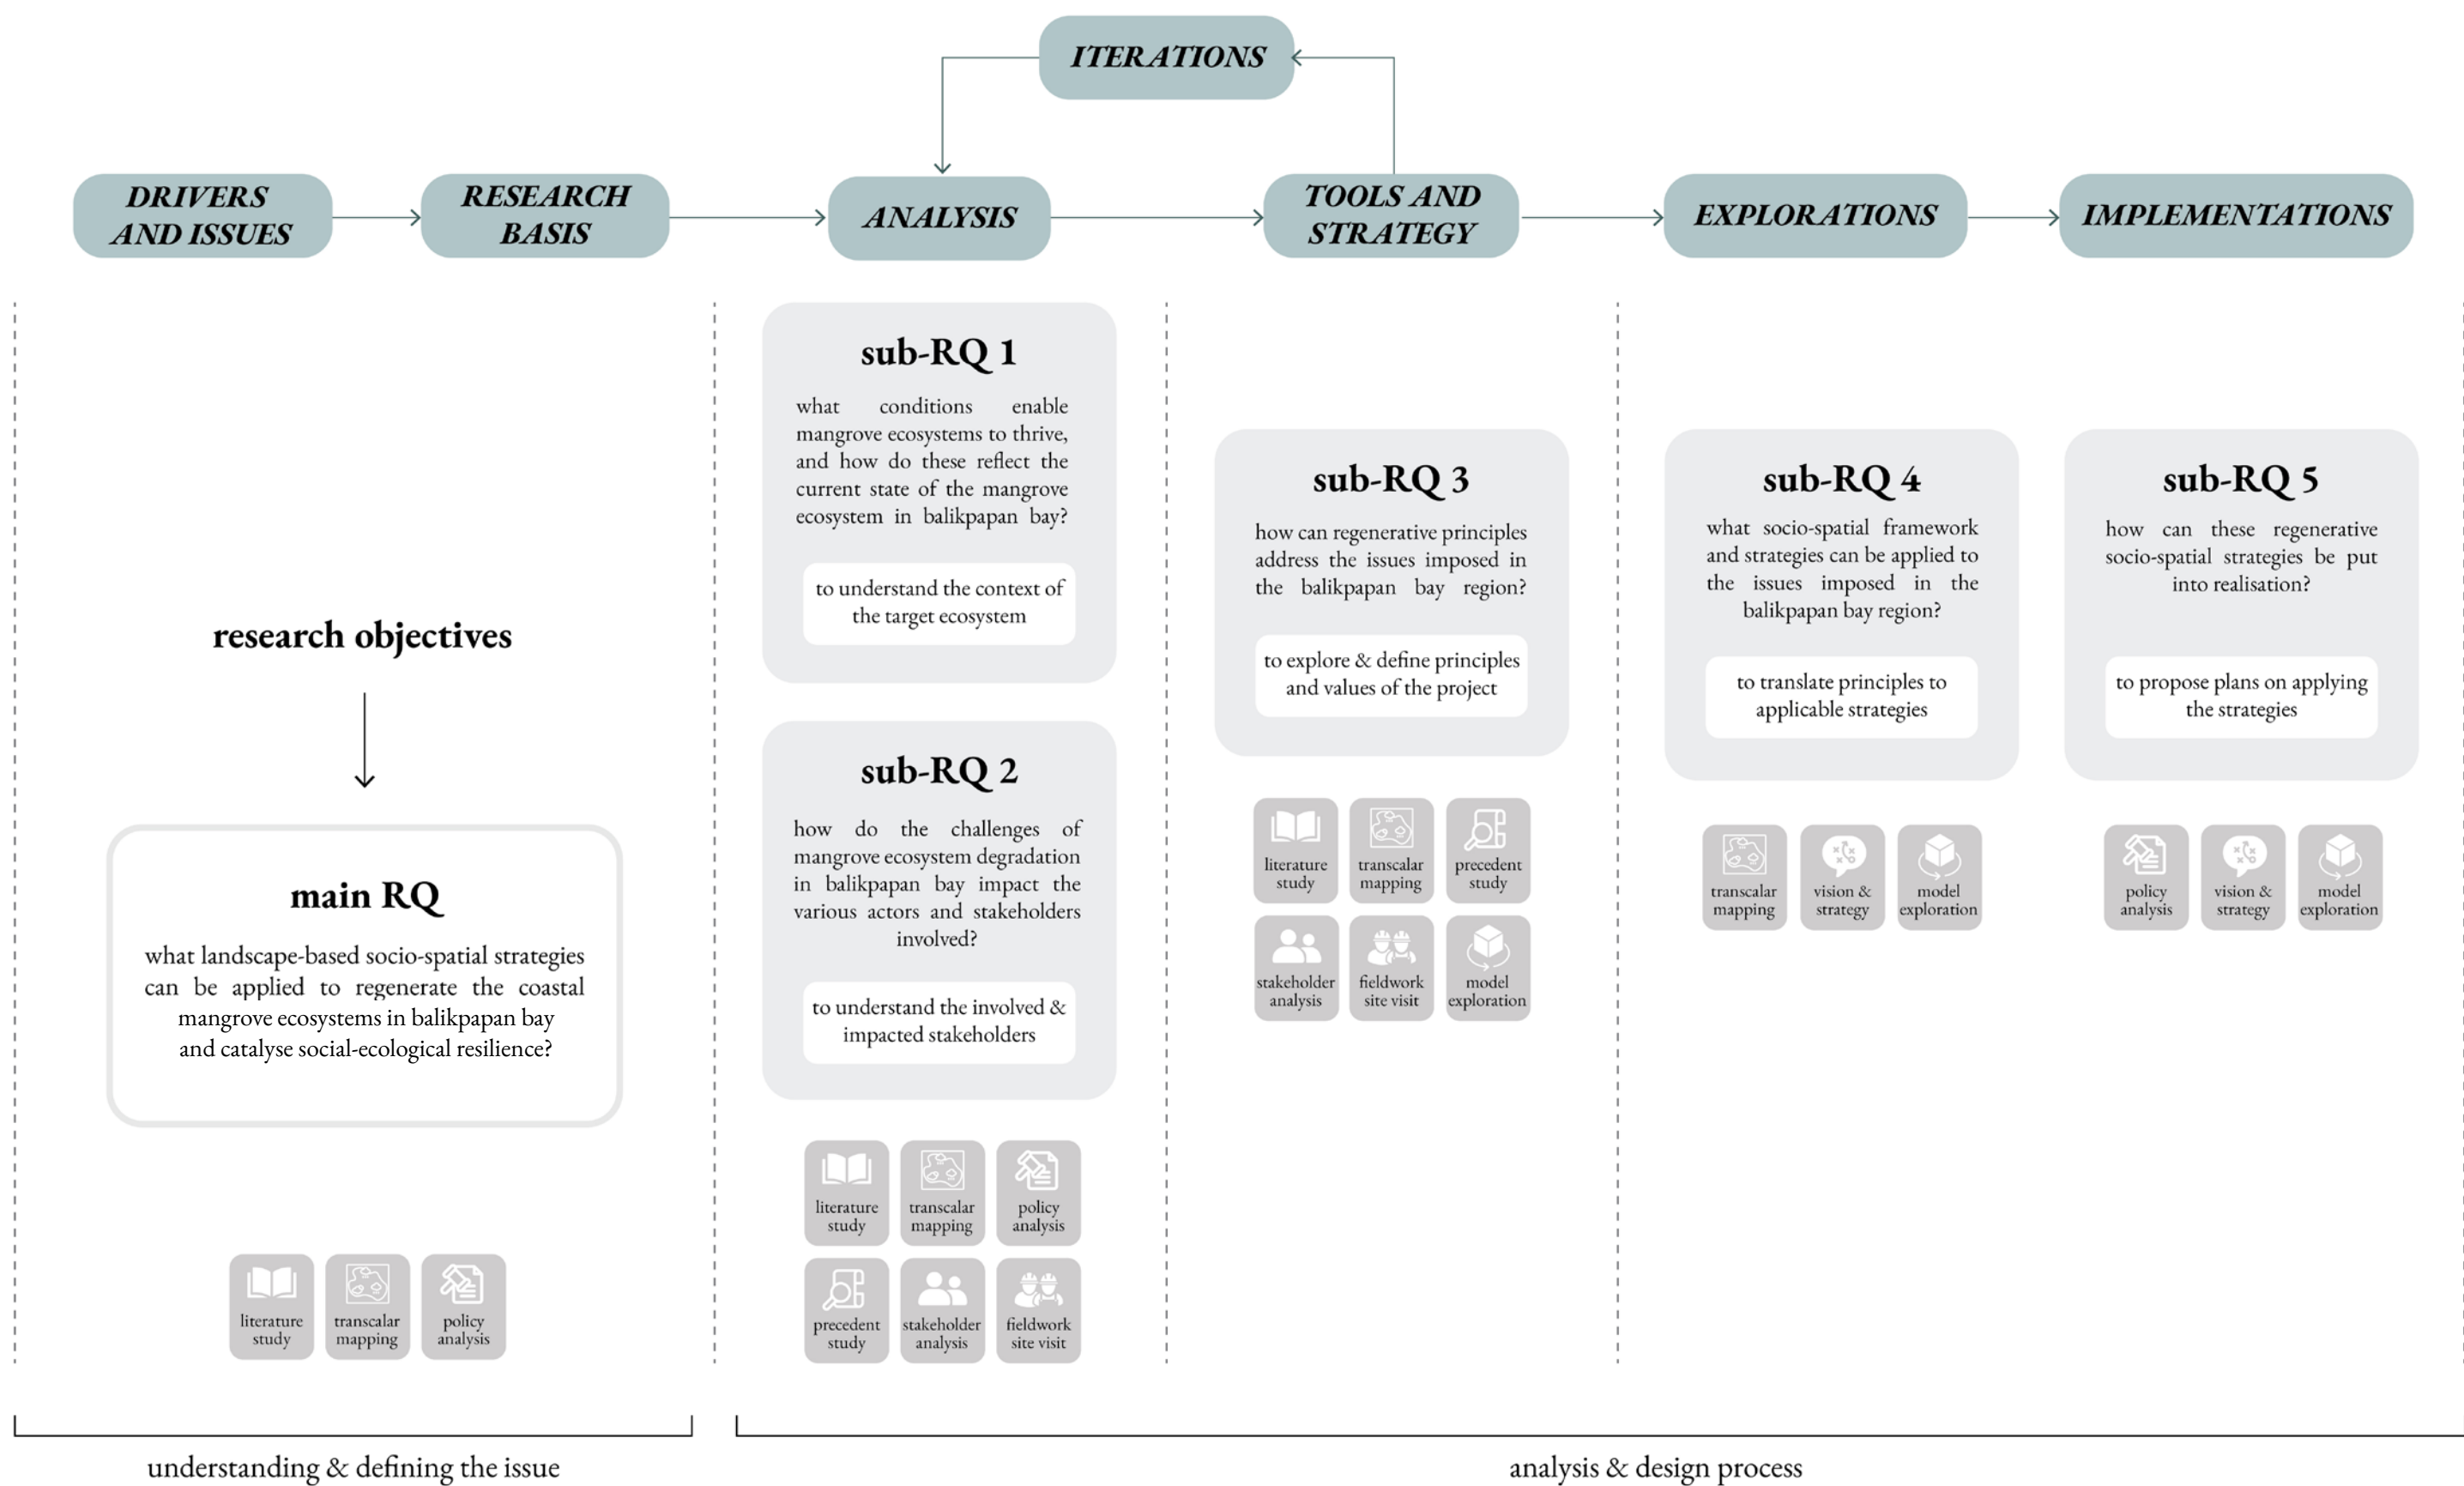 ITERATIONS
DRIVERS
AND ISSUES
RESEARCH
BASIS
ANALYSIS
TOOLS AND
STRATEGY
EXPLORATIONS
IMPLEMENTATIONS
research objectives
main RQ
what landscape-based socio-spatial strategies
can be applied to regenerate the coastal
mangrove ecosystems in balikpapan bay
and catalyse social-ecological resilience?
literature
study
transcalar
mapping
policy
analysis
sub-RQ 1
what conditions enable
mangrove ecosystems to thrive,
and how do these reflect the
current state of the mangrove
ecosystem in balikpapan bay?
to understand the context of
the target ecosystem
sub-RQ 2
how do the challenges of
mangrove ecosystem degradation
in balikpapan bay impact the
various actors and stakeholders
involved?
to understand the involved &
impacted stakeholders
literature
study
transcalar
mapping
policy
analysis
precedent
study
stakeholder
analysis
fieldwork
site visit
sub-RQ 3
how can regenerative principles
address the issues imposed in
the balikpapan bay region?
to explore & define principles
and values of the project
literature
study
transcalar
mapping
precedent
study
stakeholder
analysis
fieldwork
site visit
model
exploration
sub-RQ 4
what socio-spatial framework
and strategies can be applied to
the issues imposed in the
balikpapan bay region?
to translate principles to
applicable strategies
transcalar
mapping
vision &
strategy
model
exploration
sub-RQ 5
how can these regenerative
socio-spatial strategies be put
into realisation?
to propose plans on applying
the strategies
policy
analysis
vision &
strategy
model
exploration
understanding & defining the issue
analysis & design process